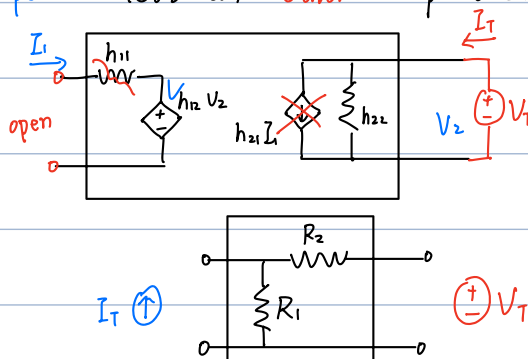 I_T
I_1
h_11
V
h_12 V_2
open
h_21 I_1
h_22
V_2
V_T
R_2
I_T
R_1
V_T